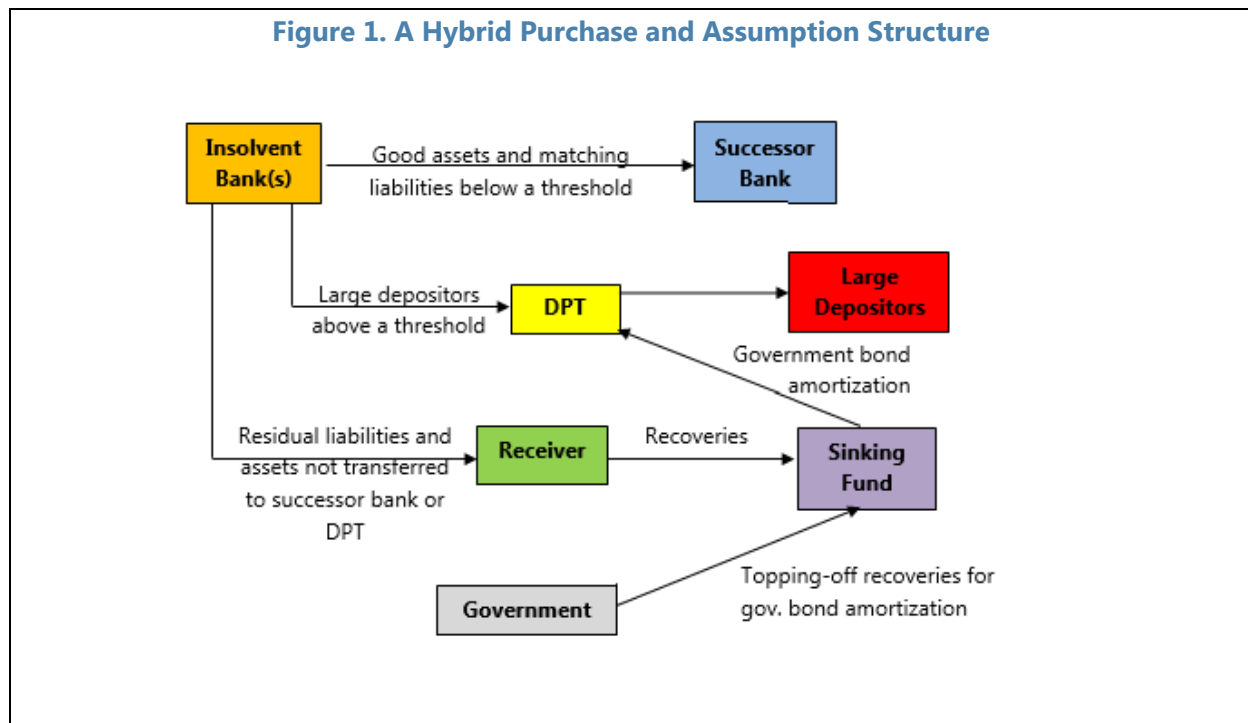 Figure 1. A Hybrid Purchase and Assumption Structure
Insolvent
Bank(s)
Good assets and matching
liabilities below a threshold
Successor
Bank
Large depositors
above a threshold
DPT
Large
Depositors
Government bond
amortization
Residual liabilities and
assets not transferred
to successor bank or
DPT
Receiver
Recoveries
Sinking
Fund
Government
Topping-off recoveries for
gov. bond amortization